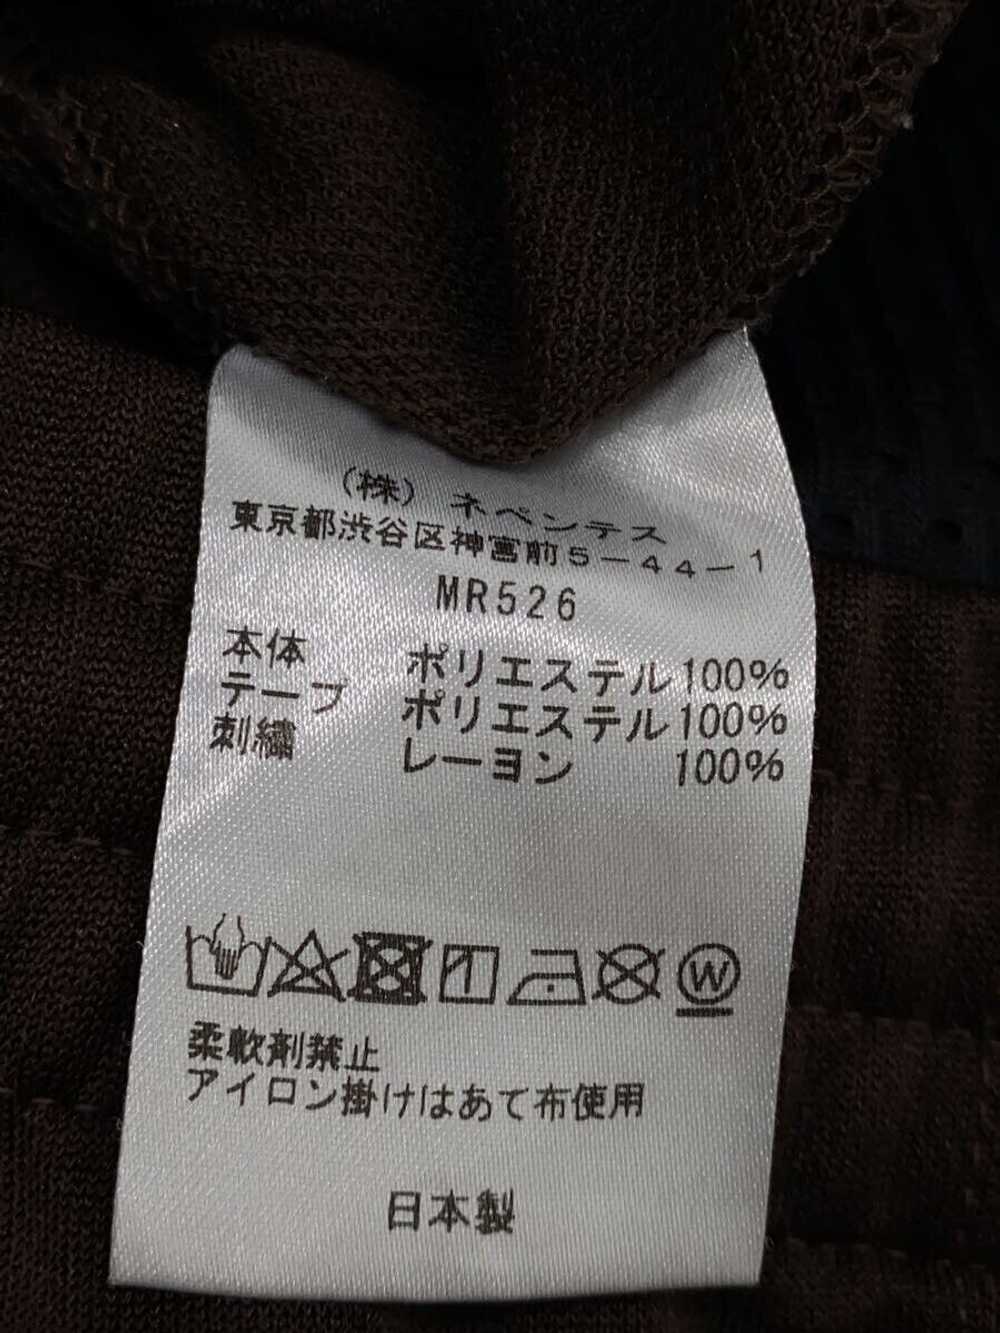 (株) ネペンテス
東京都渋谷区神宮前5-44-1
MR526
本体 ポリエステル100%
テープ ポリエステル100%
刺繍 レーヨン 100%
W
柔軟剤禁止
アイロン掛けはあて布使用
日本製